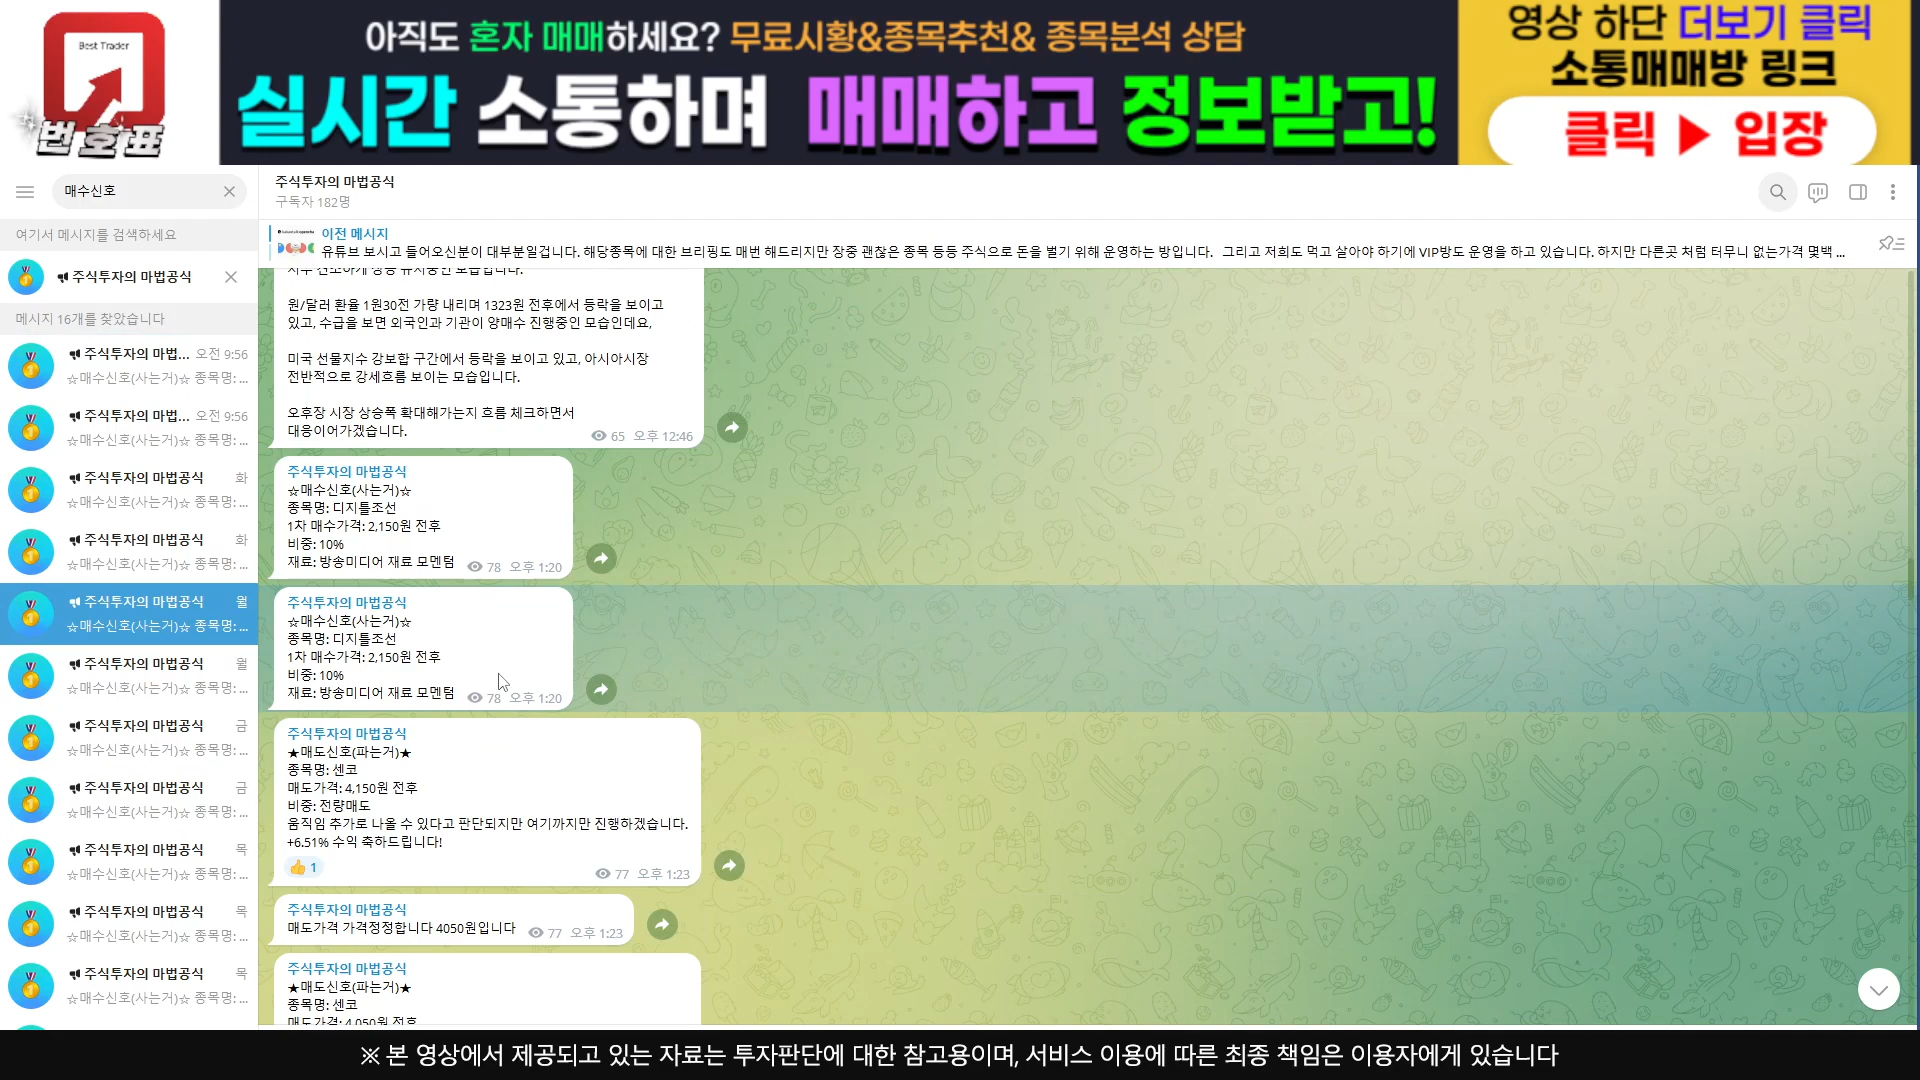 Best Trader
번호표
아직도 혼자 매매하세요? 무료시황&종목추천& 종목분석 상담
실시간 소통하며 매매하고 정보받고!
영상 하단 더보기 클릭
소통매매방 링크
클릭 ▶ 입장
매수신호
여기서 메시지를 검색하세요
주식투자의 마법공식
메시지 16개를 찾았습니다
주식투자의 마법... 오전 9:56
☆매수신호(사는거)☆ 종목명: ...
주식투자의 마법... 오전 9:56
☆매수신호(사는거)☆ 종목명: ...
주식투자의 마법공식 화
☆매수신호(사는거)☆ 종목명: ...
주식투자의 마법공식 화
☆매수신호(사는거)☆ 종목명: ...
주식투자의 마법공식 월
☆매수신호(사는거)☆ 종목명: ...
주식투자의 마법공식 월
☆매수신호(사는거)☆ 종목명: ...
주식투자의 마법공식 금
☆매수신호(사는거)☆ 종목명: ...
주식투자의 마법공식 금
☆매수신호(사는거)☆ 종목명: ...
주식투자의 마법공식 목
☆매수신호(사는거)☆ 종목명: ...
주식투자의 마법공식 목
☆매수신호(사는거)☆ 종목명: ...
주식투자의 마법공식 목
☆매수신호(사는거)☆ 종목명: ...
주식투자의 마법공식
구독자 182명
이전 메시지
유튜브 보시고 들어오신분이 대부분일겁니다. 해당종목에 대한 브리핑도 매번 해드리지만 장중 괜찮은 종목 등등 주식으로 돈을 벌기 위해 운영하는 방입니다. 그리고 저희도 먹고 살아야 하기에 VIP방도 운영을 하고 있습니다. 하지만 다른곳 처럼 터무니 없는가격 몇백 ...
원/달러 환율 1원30전 가량 내리며 1323원 전후에서 등락을 보이고
있고, 수급을 보면 외국인과 기관이 양매수 진행중인 모습인데요,
미국 선물지수 강보합 구간에서 등락을 보이고 있고, 아시아시장
전반적으로 강세흐름 보이는 모습입니다.
오후장 시장 상승폭 확대해가는지 흐름 체크하면서
대응이어가겠습니다.
65 오후 12:46
주식투자의 마법공식
☆매수신호(사는거)☆
종목명: 디지틀조선
1차 매수가격: 2,150원 전후
비중: 10%
재료: 방송미디어 재료 모멘텀 78 오후 1:20
주식투자의 마법공식
☆매수신호(사는거)☆
종목명: 디지틀조선
1차 매수가격: 2,150원 전후
비중: 10%
재료: 방송미디어 재료 모멘텀 78 오후 1:20
주식투자의 마법공식
★매도신호(파는거)★
종목명: 센코
매도가격: 4,150원 전후
비중: 전량매도
움직임 추가로 나올 수 있다고 판단되지만 여기까지만 진행하겠습니다.
+6.51% 수익 축하드립니다!
👍 1
77 오후 1:23
주식투자의 마법공식
매도가격 가격정정합니다 4050원입니다 77 오후 1:23
주식투자의 마법공식
★매도신호(파는거)★
종목명: 센코
매도가격: 4,050원 전후
※ 본 영상에서 제공되고 있는 자료는 투자판단에 대한 참고용이며, 서비스 이용에 따른 최종 책임은 이용자에게 있습니다